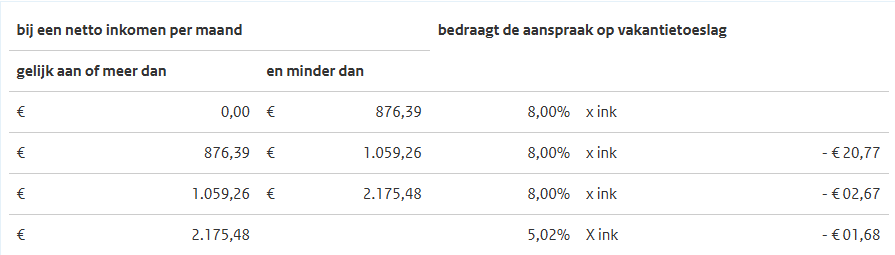 bij een netto inkomen per maand bedraagt de aanspraak op vakantietoeslag
gelijk aan of meer dan en minder dan
€ 0,00 € 876,39 8,00% x ink
€ 876,39 € 1.059,26 8,00% x ink - € 20,77
€ 1.059,26 € 2.175,48 8,00% x ink - € 02,67
€ 2.175,48 5,02% X ink - € 01,68